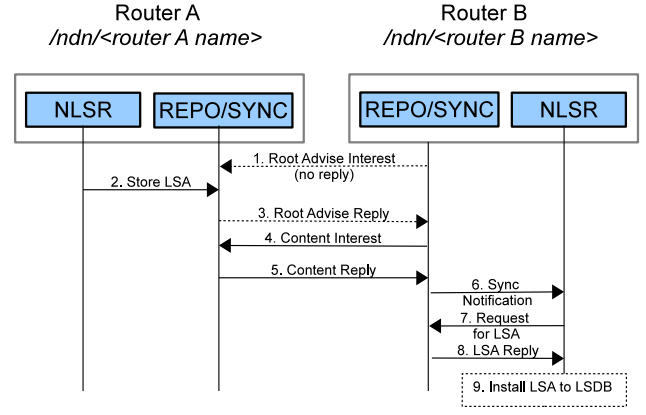 Router A
/ndn/<router A name>
Router B
/ndn/<router B name>
NLSR
REPO/SYNC
REPO/SYNC
NLSR
1. Root Advise Interest
(no reply)
2. Store LSA
3. Root Advise Reply
4. Content Interest
5. Content Reply
6. Sync
Notification
7. Request
for LSA
8. LSA Reply
9. Install LSA to LSDB